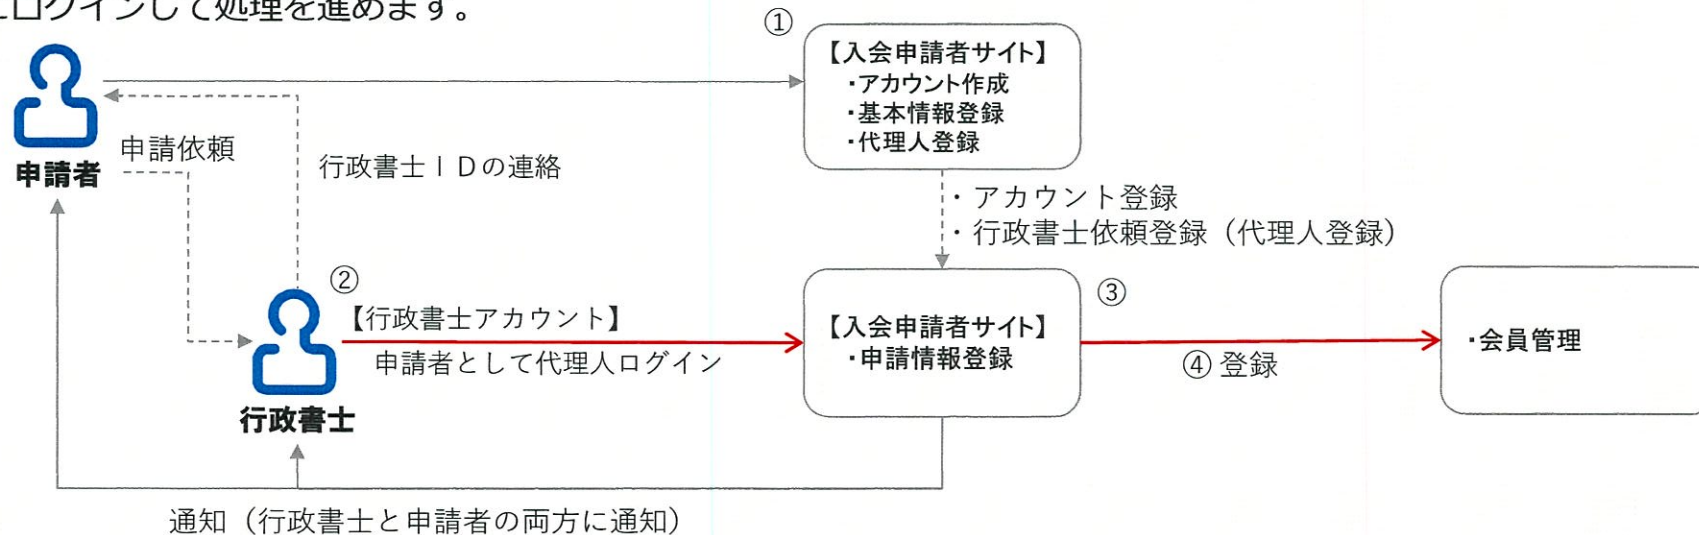 にログインして処理を進めます。
①
【入会申請者サイト】
・アカウント作成
・基本情報登録
・代理人登録
申請者
申請依頼
行政書士ＩＤの連絡
・アカウント登録
・行政書士依頼登録（代理人登録）
②
【行政書士アカウント】
申請者として代理人ログイン
行政書士
【入会申請者サイト】
・申請情報登録
③
④ 登録
・会員管理
通知（行政書士と申請者の両方に通知）